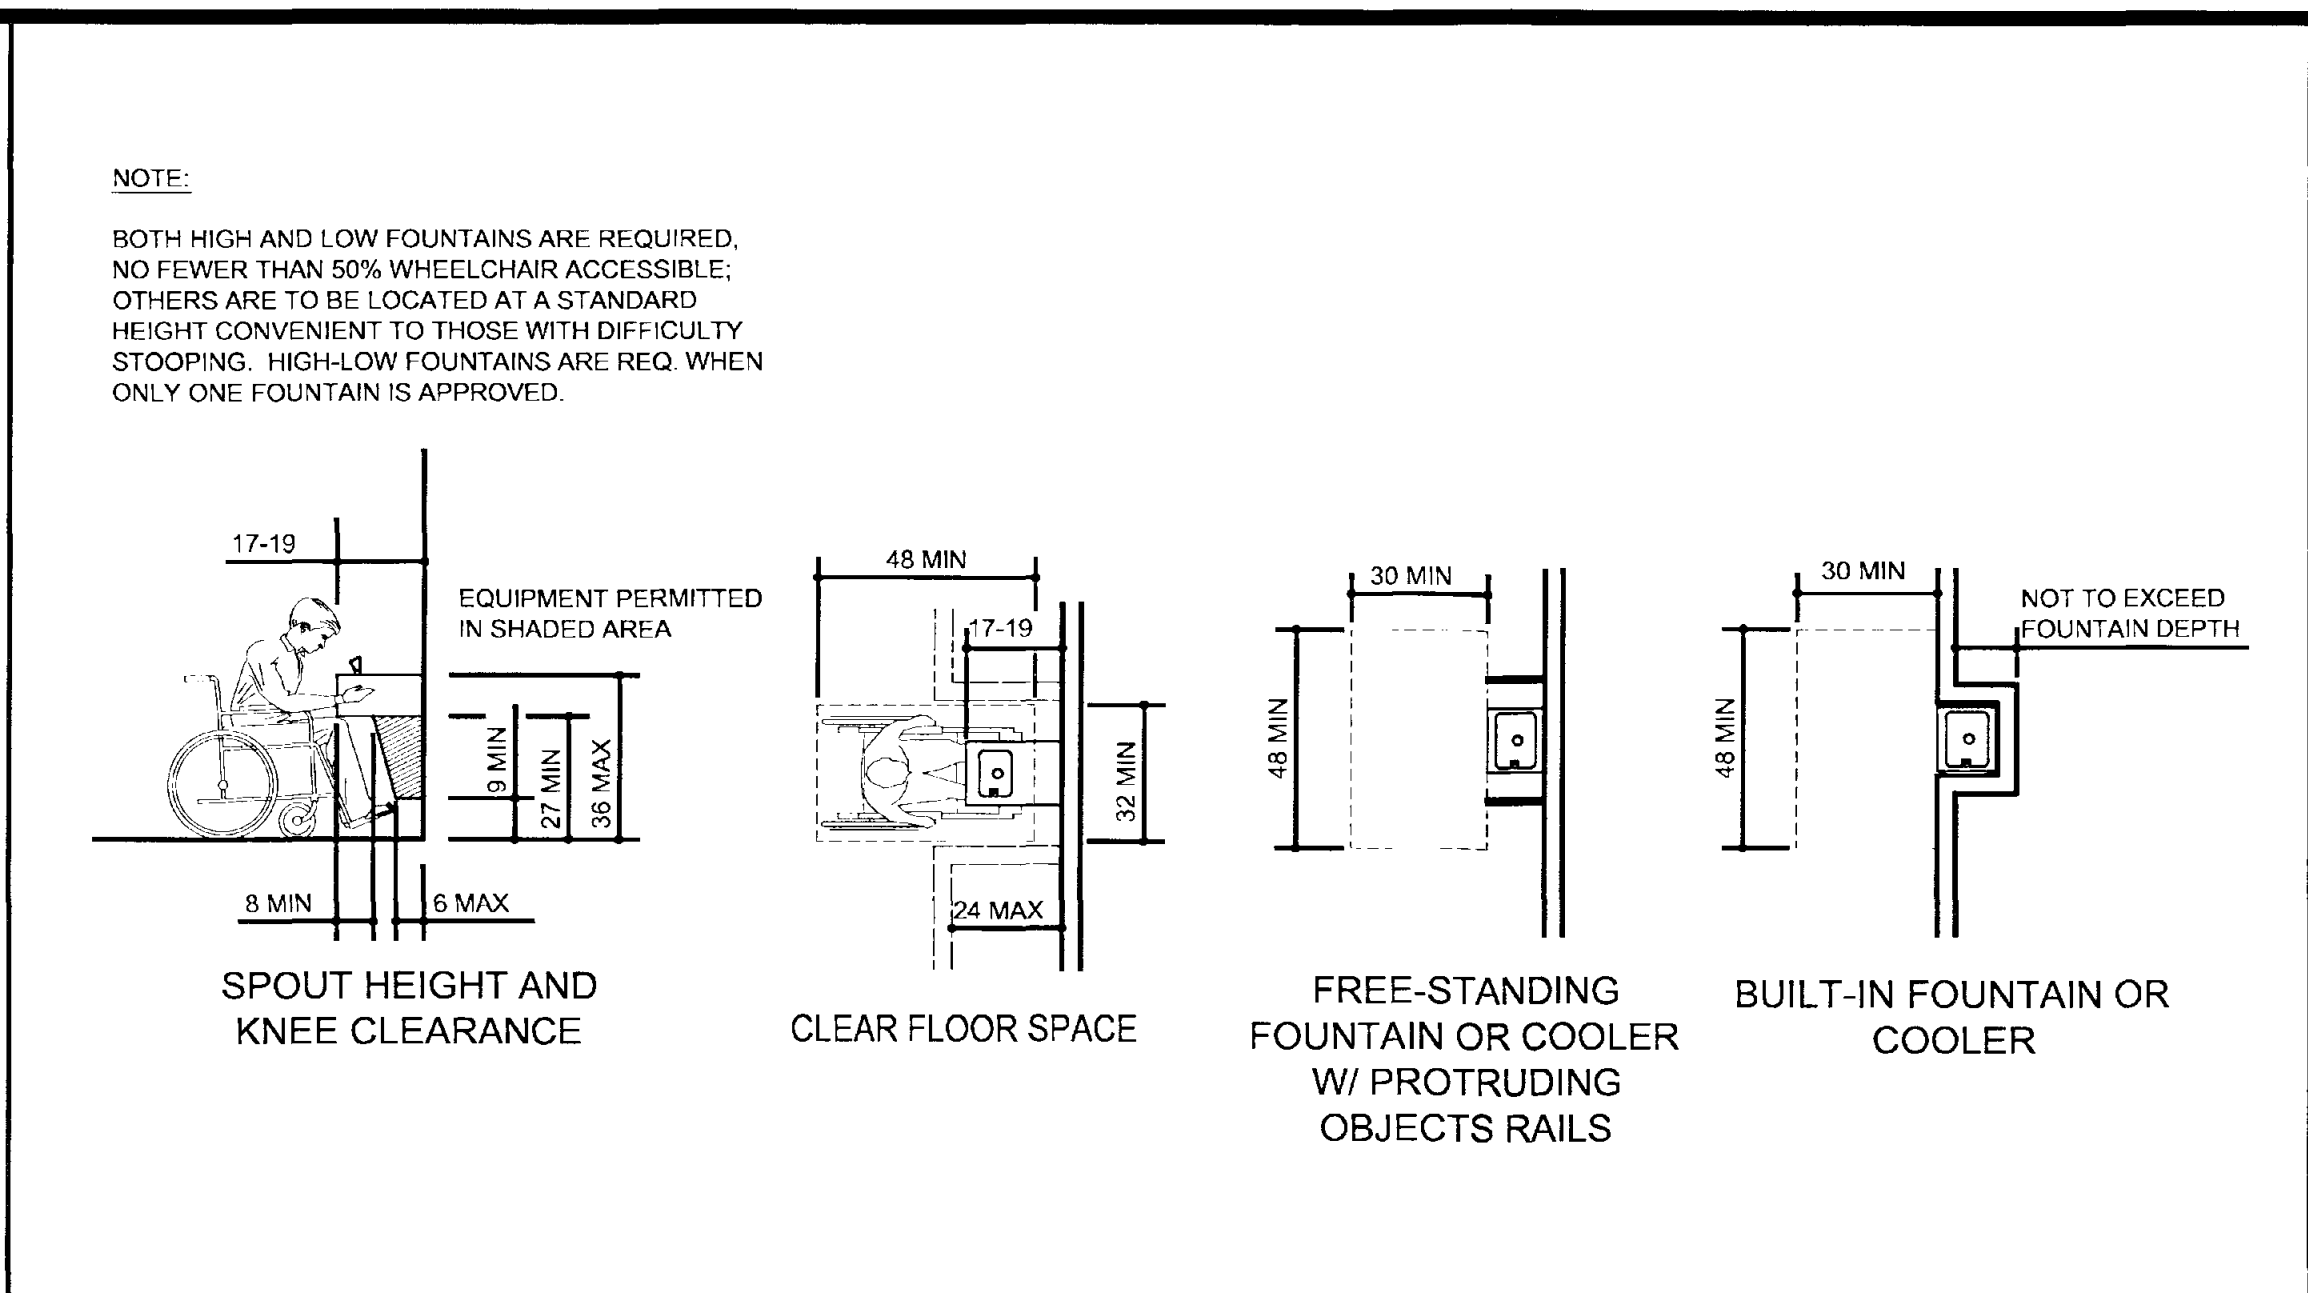 NOTE:
BOTH HIGH AND LOW FOUNTAINS ARE REQUIRED,
NO FEWER THAN 50% WHEELCHAIR ACCESSIBLE;
OTHERS ARE TO BE LOCATED AT A STANDARD
HEIGHT CONVENIENT TO THOSE WITH DIFFICULTY
STOOPING. HIGH-LOW FOUNTAINS ARE REQ. WHEN
ONLY ONE FOUNTAIN IS APPROVED.
17-19
EQUIPMENT PERMITTED
IN SHADED AREA
9 MIN
27 MIN
36 MAX
8 MIN
6 MAX
SPOUT HEIGHT AND
KNEE CLEARANCE
48 MIN
17-19
32 MIN
24 MAX
CLEAR FLOOR SPACE
30 MIN
48 MIN
FREE-STANDING
FOUNTAIN OR COOLER
W/ PROTRUDING
OBJECTS RAILS
30 MIN
NOT TO EXCEED
FOUNTAIN DEPTH
48 MIN
BUILT-IN FOUNTAIN OR
COOLER